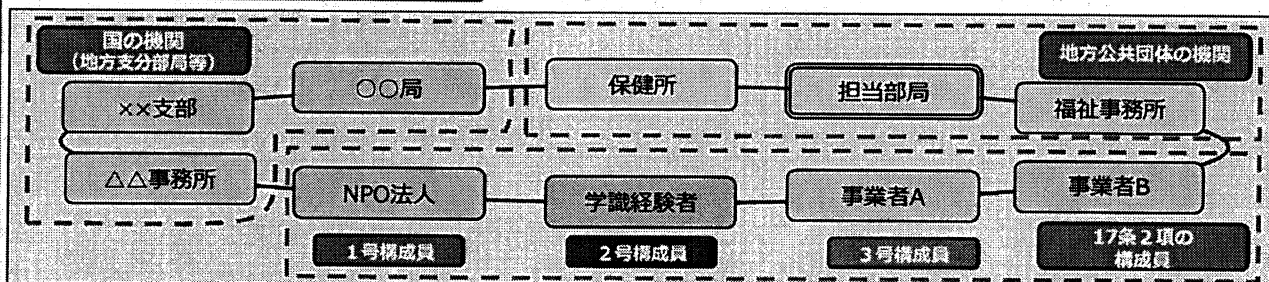 国の機関
(地方支分部局等)
地方公共団体の機関
○○局
保健所
担当部局
××支部
福祉事務所
△△事務所
NPO法人
学識経験者
事業者A
事業者B
1号構成員
2号構成員
3号構成員
17条2項の
構成員